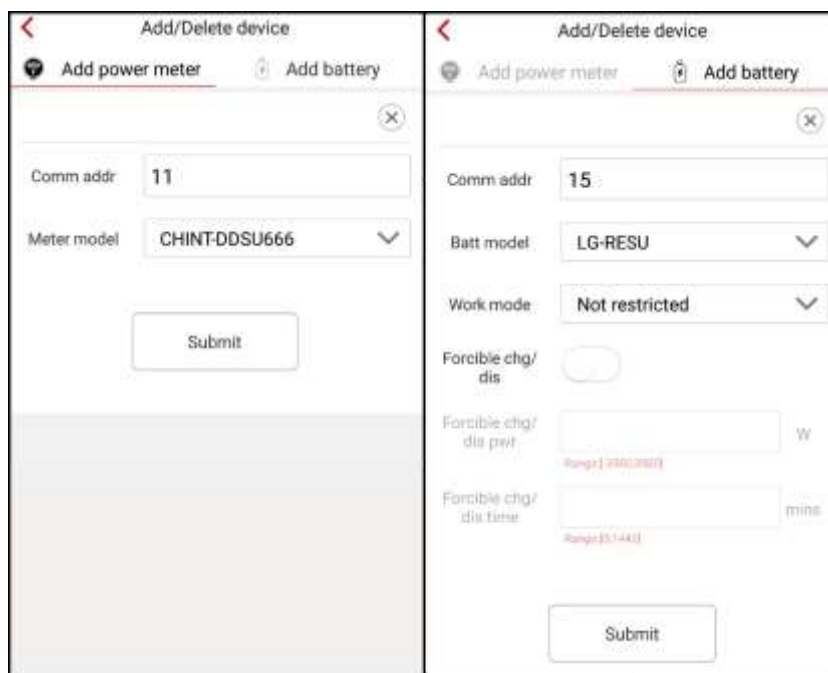 Add/Delete device
Add power meter
Add battery
Comm addr
11
Meter model
CHINT-DDSU666
Submit
Add/Delete device
Add power meter
Add battery
Comm addr
15
Batt model
LG-RESU
Work mode
Not restricted
Forcible chg/
dis
Forcible chg/
dis pwr
W
Forcible chg/
dis time
mins
Submit